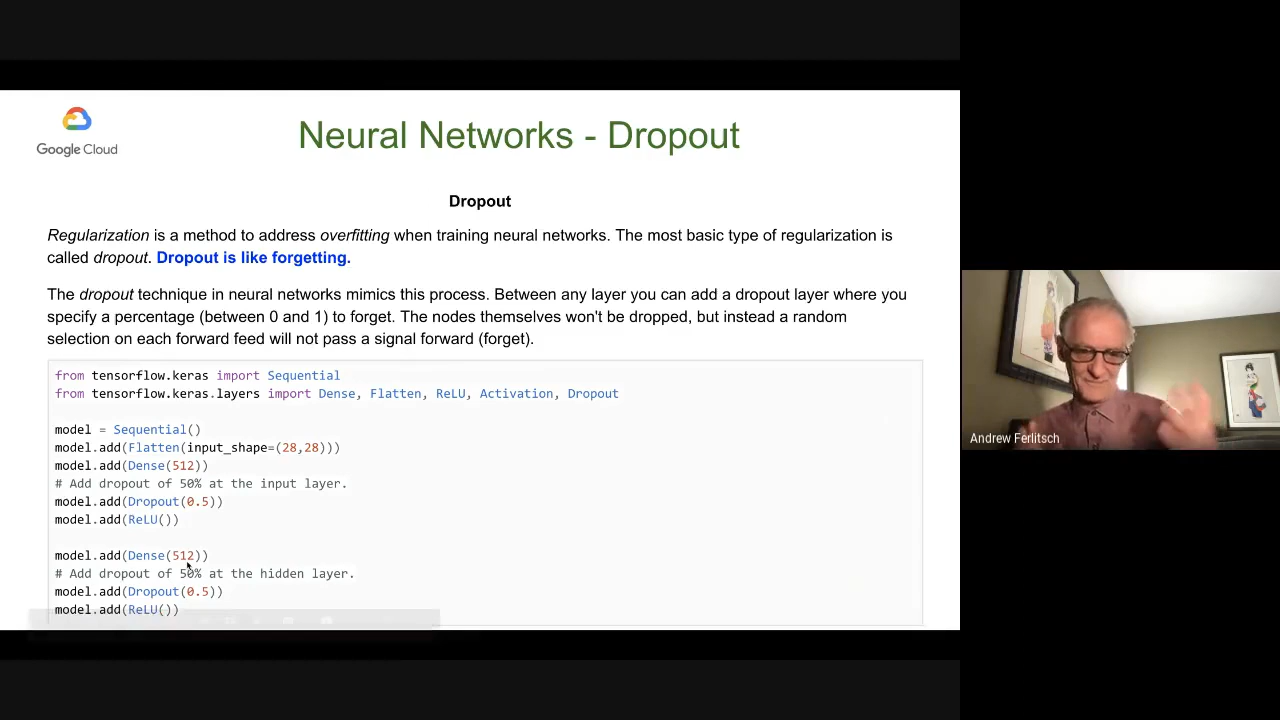 Google Cloud
Neural Networks - Dropout
Dropout
Regularization is a method to address overfitting when training neural networks. The most basic type of regularization is
called dropout. Dropout is like forgetting.
The dropout technique in neural networks mimics this process. Between any layer you can add a dropout layer where you
specify a percentage (between 0 and 1) to forget. The nodes themselves won't be dropped, but instead a random
selection on each forward feed will not pass a signal forward (forget).
from tensorflow.keras import Sequential
from tensorflow.keras.layers import Dense, Flatten, ReLU, Activation, Dropout
model = Sequential()
model.add(Flatten(input_shape=(28,28)))
model.add(Dense(512))
# Add dropout of 50% at the input layer.
model.add(Dropout(0.5))
model.add(ReLU())
model.add(Dense(512))
# Add dropout of 50% at the hidden layer.
model.add(Dropout(0.5))
model.add(ReLU())
Andrew Ferlitsch